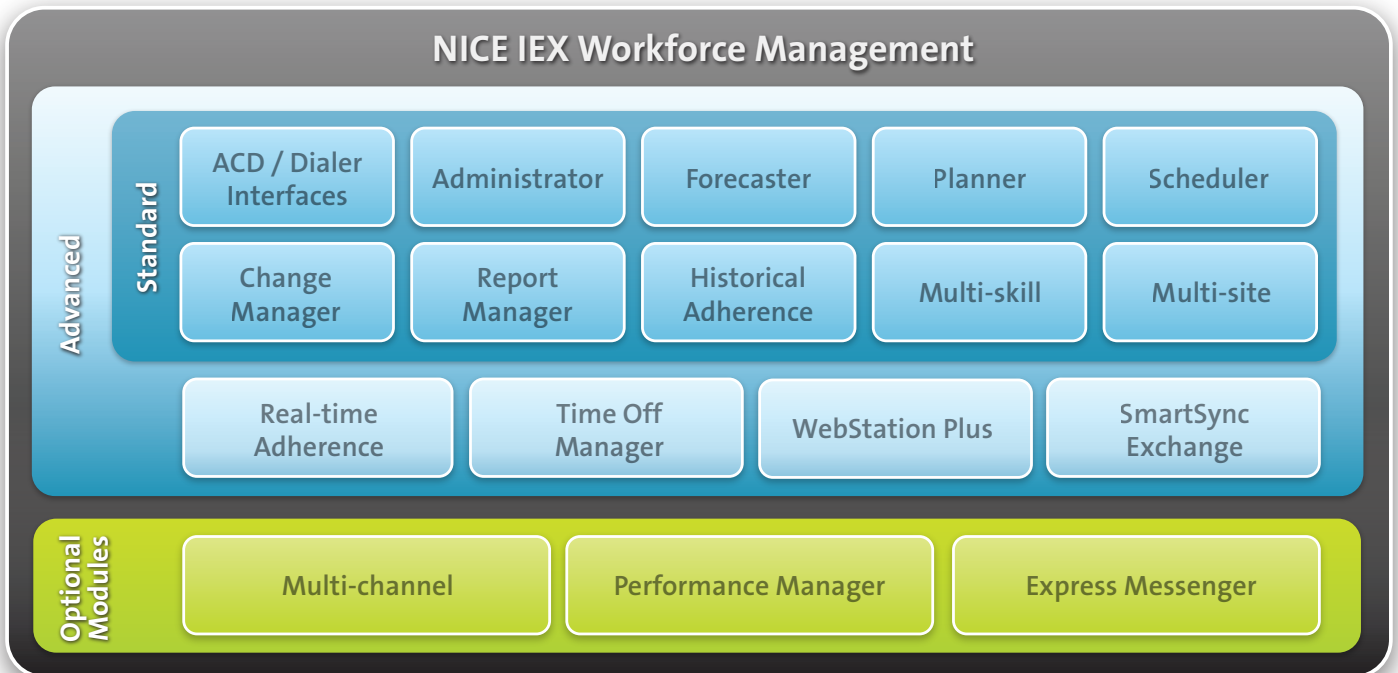 NICE IEX Workforce Management
Advanced
Standard
ACD / Dialer
Interfaces
Administrator
Forecaster
Planner
Scheduler
Change
Manager
Report
Manager
Historical
Adherence
Multi-skill
Multi-site
Real-time
Adherence
Time Off
Manager
WebStation Plus
SmartSync
Exchange
Optional
Modules
Multi-channel
Performance Manager
Express Messenger